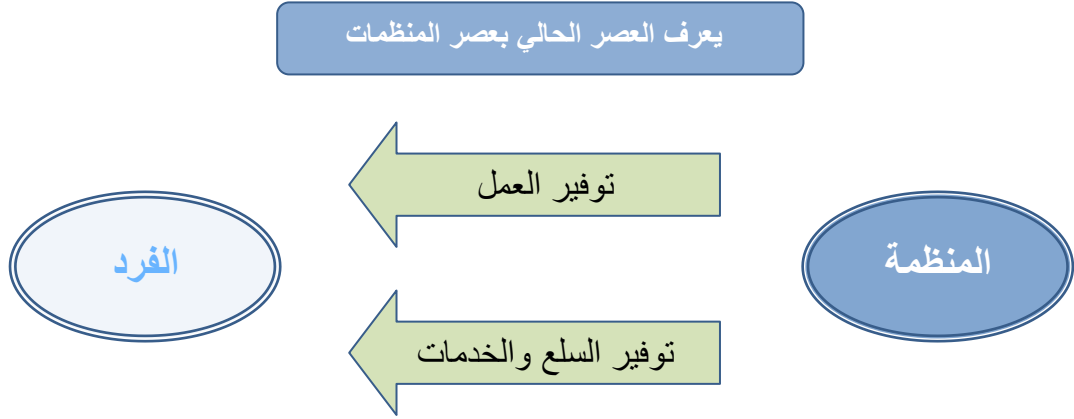 يعرف العصر الحالي بعصر المنظمات
توفير العمل
المنظمة
الفرد
توفير السلع والخدمات